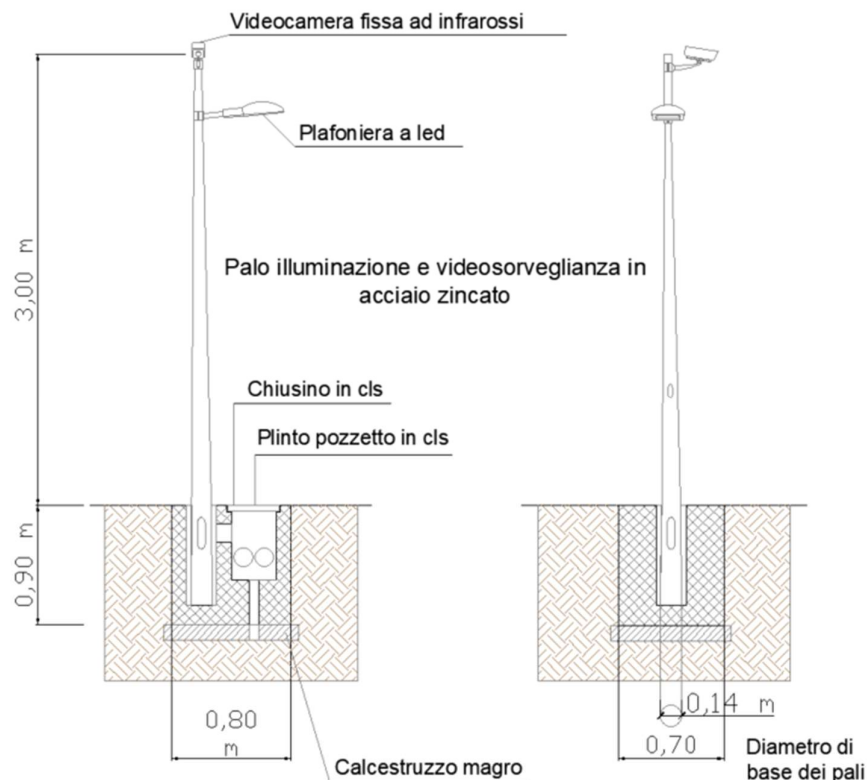 Videocamera fissa ad infrarossi
Plafoniera a led
3,00 m
Palo illuminazione e videosorveglianza in
acciaio zincato
Chiusino in cls
Plinto pozzetto in cls
0,90 m
0,80
m
Calcestruzzo magro
0,14 m
0,70
Diametro di
base dei pali